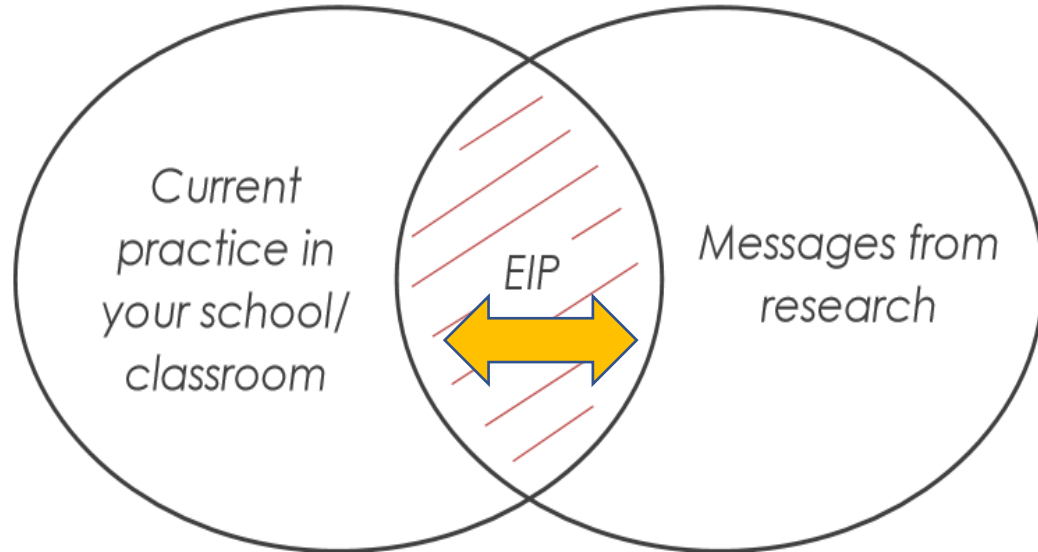 Current
practice in
your school/
classroom
EIP
Messages from
research